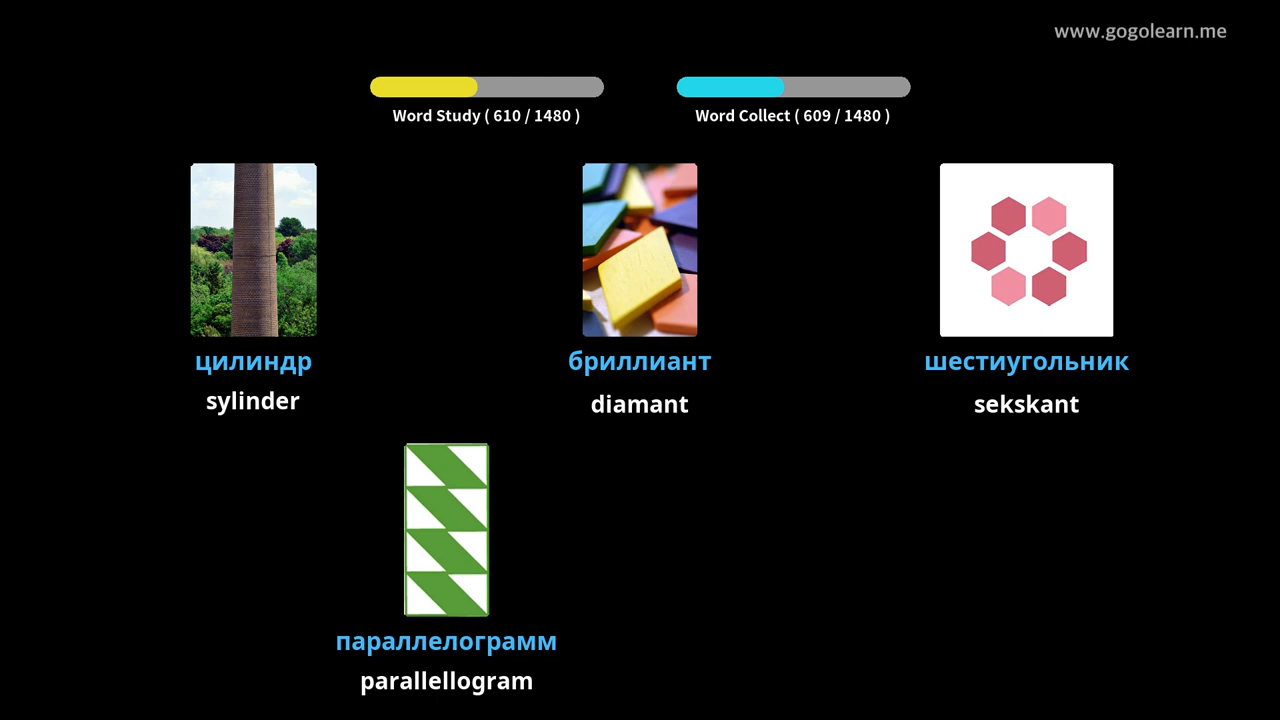 www.gogolearn.me
Word Study ( 610 / 1480 )
Word Collect ( 609 / 1480 )
цилиндр
бриллиант
шестиугольник
sylinder
diamant
sekskant
параллелограмм
parallellogram